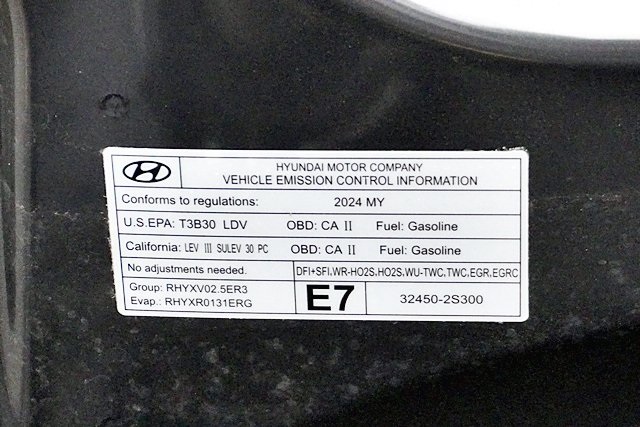 HYUNDAI MOTOR COMPANY
VEHICLE EMISSION CONTROL INFORMATION
Conforms to regulations: 2024 MY
U.S.EPA: T3B30 LDV OBD: CA II Fuel: Gasoline
California: LEV III SULEV 30 PC OBD: CA II Fuel: Gasoline
No adjustments needed. DFI+SFI,WR-HO2S,HO2S,WU-TWC,TWC,EGR,EGRC
Group: RHYXV02.5ER3
Evap.: RHYXR0131ERG
E7 32450-2S300